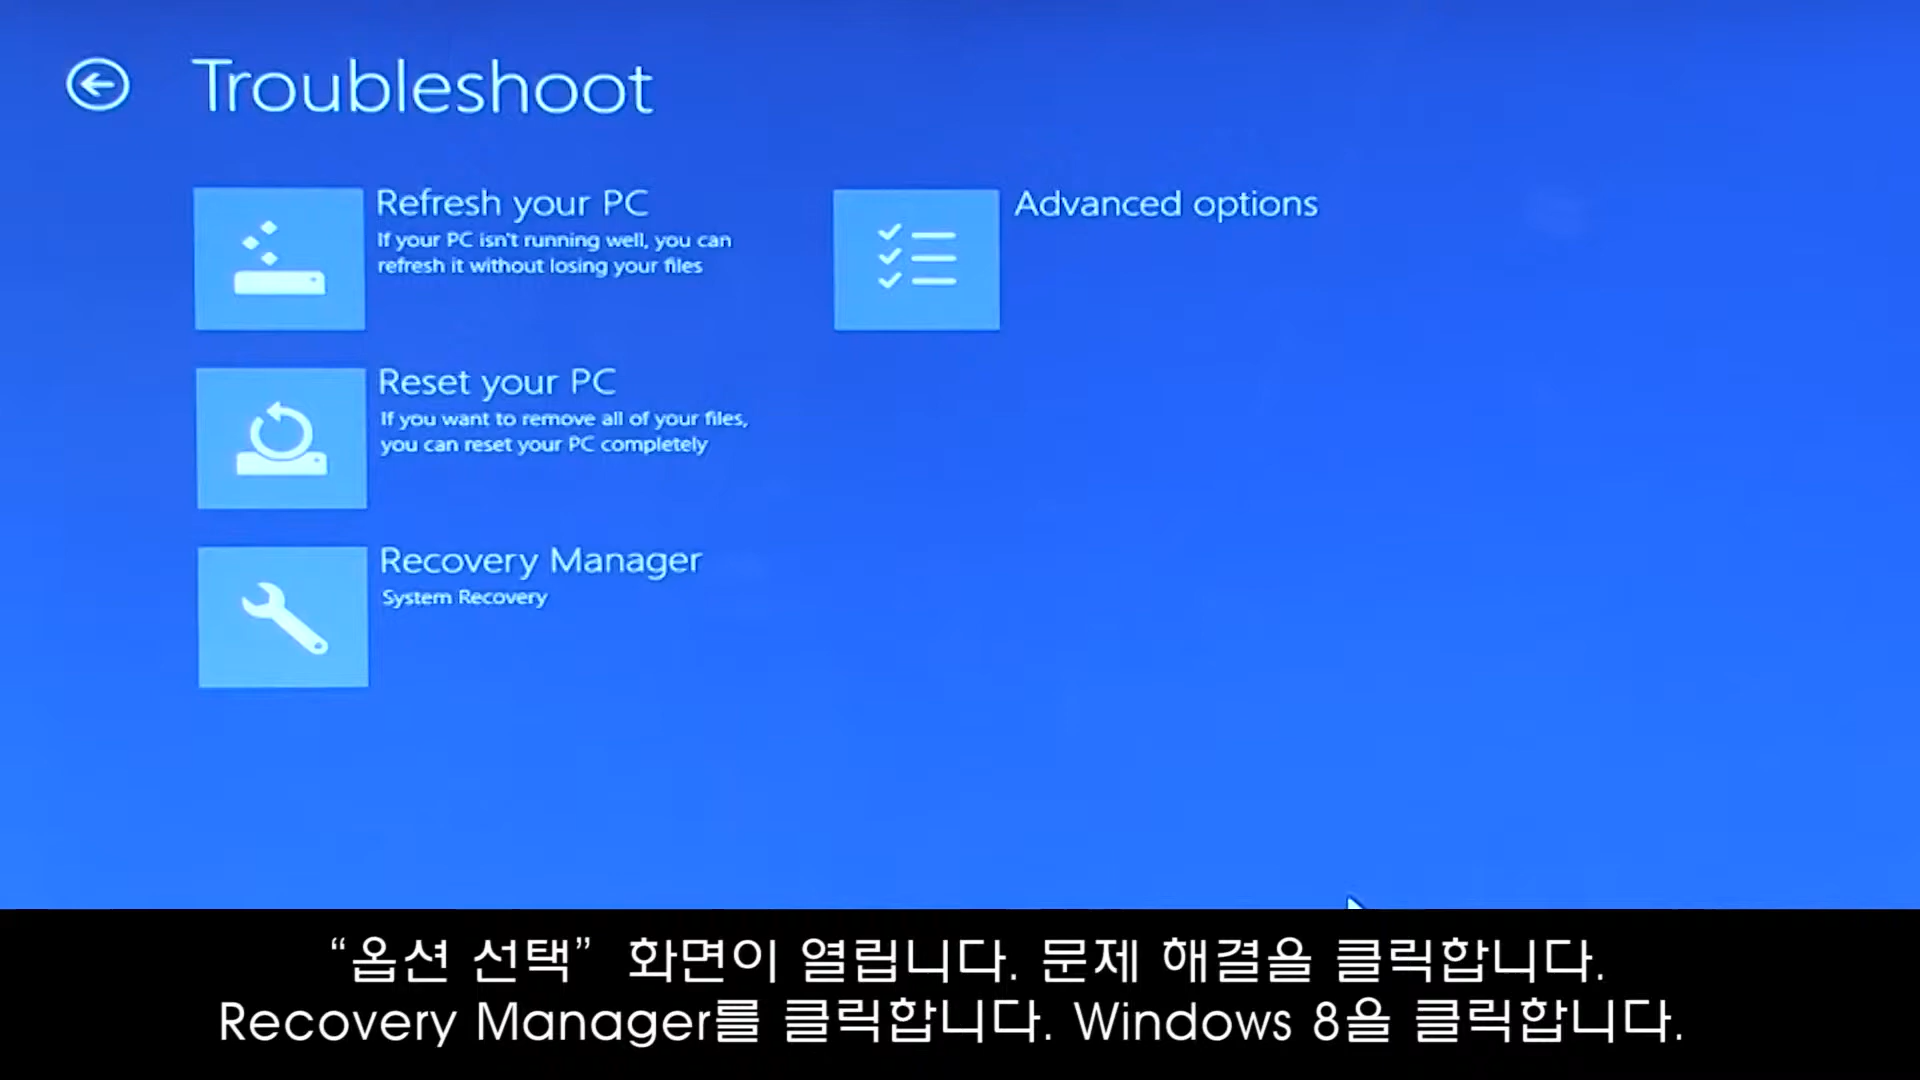 Troubleshoot
Refresh your PC
If your PC isn't running well, you can
refresh it without losing your files
Advanced options
Reset your PC
If you want to remove all of your files,
you can reset your PC completely
Recovery Manager
System Recovery
“옵션 선택” 화면이 열립니다. 문제 해결을 클릭합니다.
Recovery Manager를 클릭합니다. Windows 8을 클릭합니다.